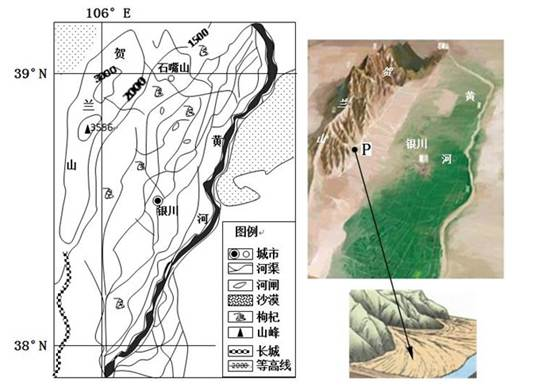 106° E
39° N
38° N
贺
兰
山
3000
2000
1500
石嘴山
3556
银川
黄
河
图例
城市
河渠
河闸
沙漠
枸杞
山峰
长城
2000
等高线
贺
兰
山
P
银川
黄
河